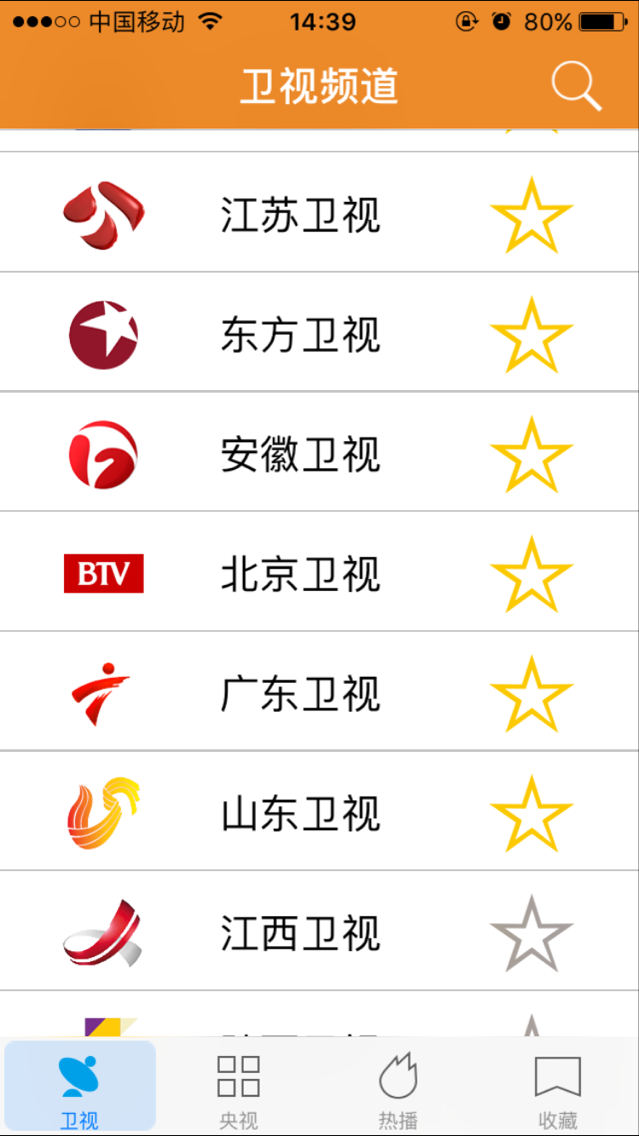 中国移动 14:39 80%
卫视频道
江苏卫视
东方卫视
安徽卫视
BTV 北京卫视
广东卫视
山东卫视
江西卫视
卫视 央视 热播 收藏